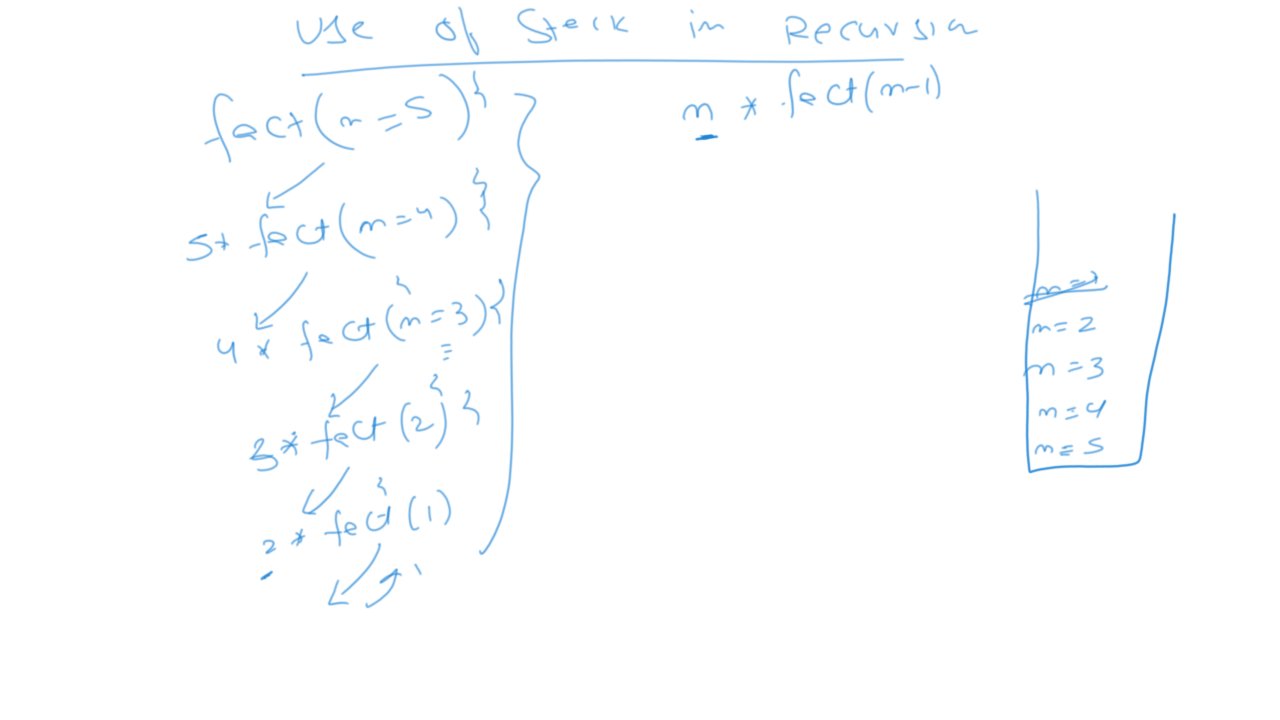 Use of Stack in Recursion
fact(n=5){
n * fact(n-1)
5* fact(n=4) {}
4 * fact(n=3){
3 * fact(2) {
2 * fact(1)
1
n=1
n=2
n=3
n=4
n=5